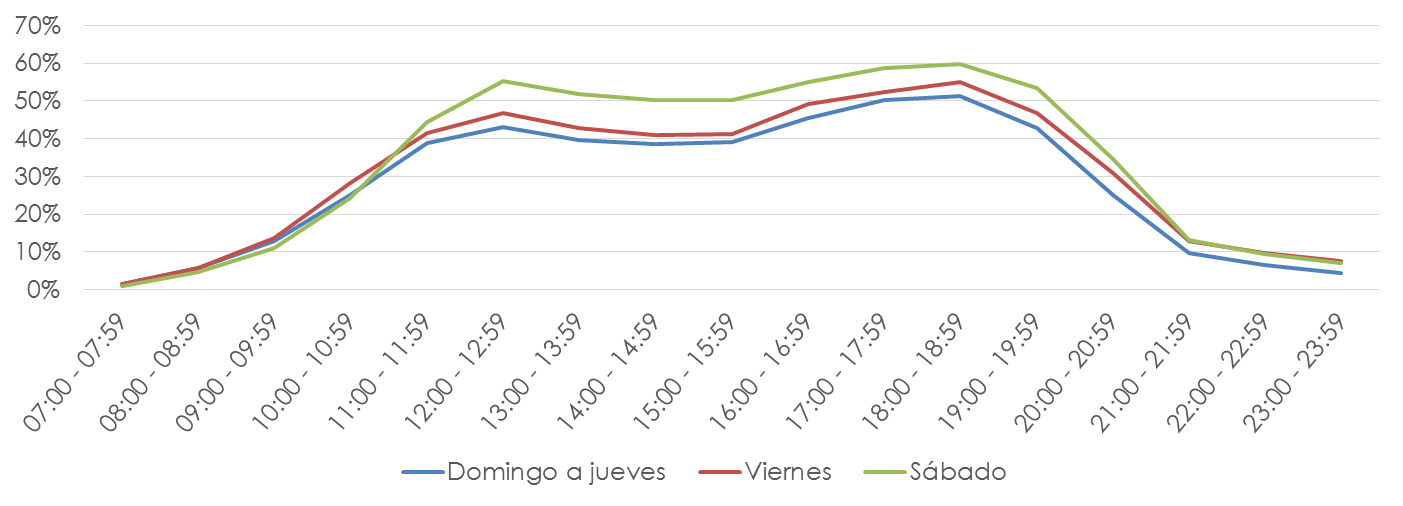 70%
60%
50%
40%
30%
20%
10%
0%
07:00 - 07:59
08:00 - 08:59
09:00 - 09:59
10:00 - 10:59
11:00 - 11:59
12:00 - 12:59
13:00 - 13:59
14:00 - 14:59
15:00 - 15:59
16:00 - 16:59
17:00 - 17:59
18:00 - 18:59
19:00 - 19:59
20:00 - 20:59
21:00 - 21:59
22:00 - 22:59
23:00 - 23:59
Domingo a jueves Viernes Sábado